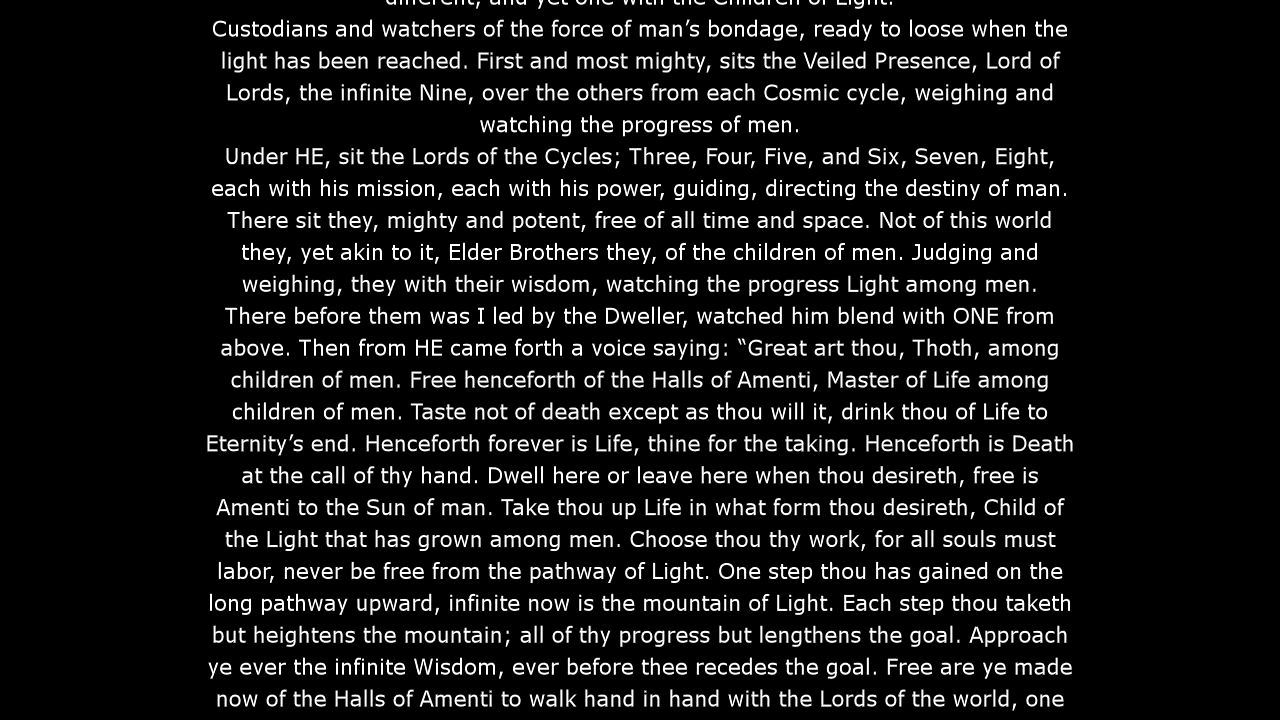 different, and yet one with the Children of Light.
Custodians and watchers of the force of man’s bondage, ready to loose when the
light has been reached. First and most mighty, sits the Veiled Presence, Lord of
Lords, the infinite Nine, over the others from each Cosmic cycle, weighing and
watching the progress of men.
Under HE, sit the Lords of the Cycles; Three, Four, Five, and Six, Seven, Eight,
each with his mission, each with his power, guiding, directing the destiny of man.
There sit they, mighty and potent, free of all time and space. Not of this world
they, yet akin to it, Elder Brothers they, of the children of men. Judging and
weighing, they with their wisdom, watching the progress Light among men.
There before them was I led by the Dweller, watched him blend with ONE from
above. Then from HE came forth a voice saying: “Great art thou, Thoth, among
children of men. Free henceforth of the Halls of Amenti, Master of Life among
children of men. Taste not of death except as thou will it, drink thou of Life to
Eternity’s end. Henceforth forever is Life, thine for the taking. Henceforth is Death
at the call of thy hand. Dwell here or leave here when thou desireth, free is
Amenti to the Sun of man. Take thou up Life in what form thou desireth, Child of
the Light that has grown among men. Choose thou thy work, for all souls must
labor, never be free from the pathway of Light. One step thou has gained on the
long pathway upward, infinite now is the mountain of Light. Each step thou taketh
but heightens the mountain; all of thy progress but lengthens the goal. Approach
ye ever the infinite Wisdom, ever before thee recedes the goal. Free are ye made
now of the Halls of Amenti to walk hand in hand with the Lords of the world, one